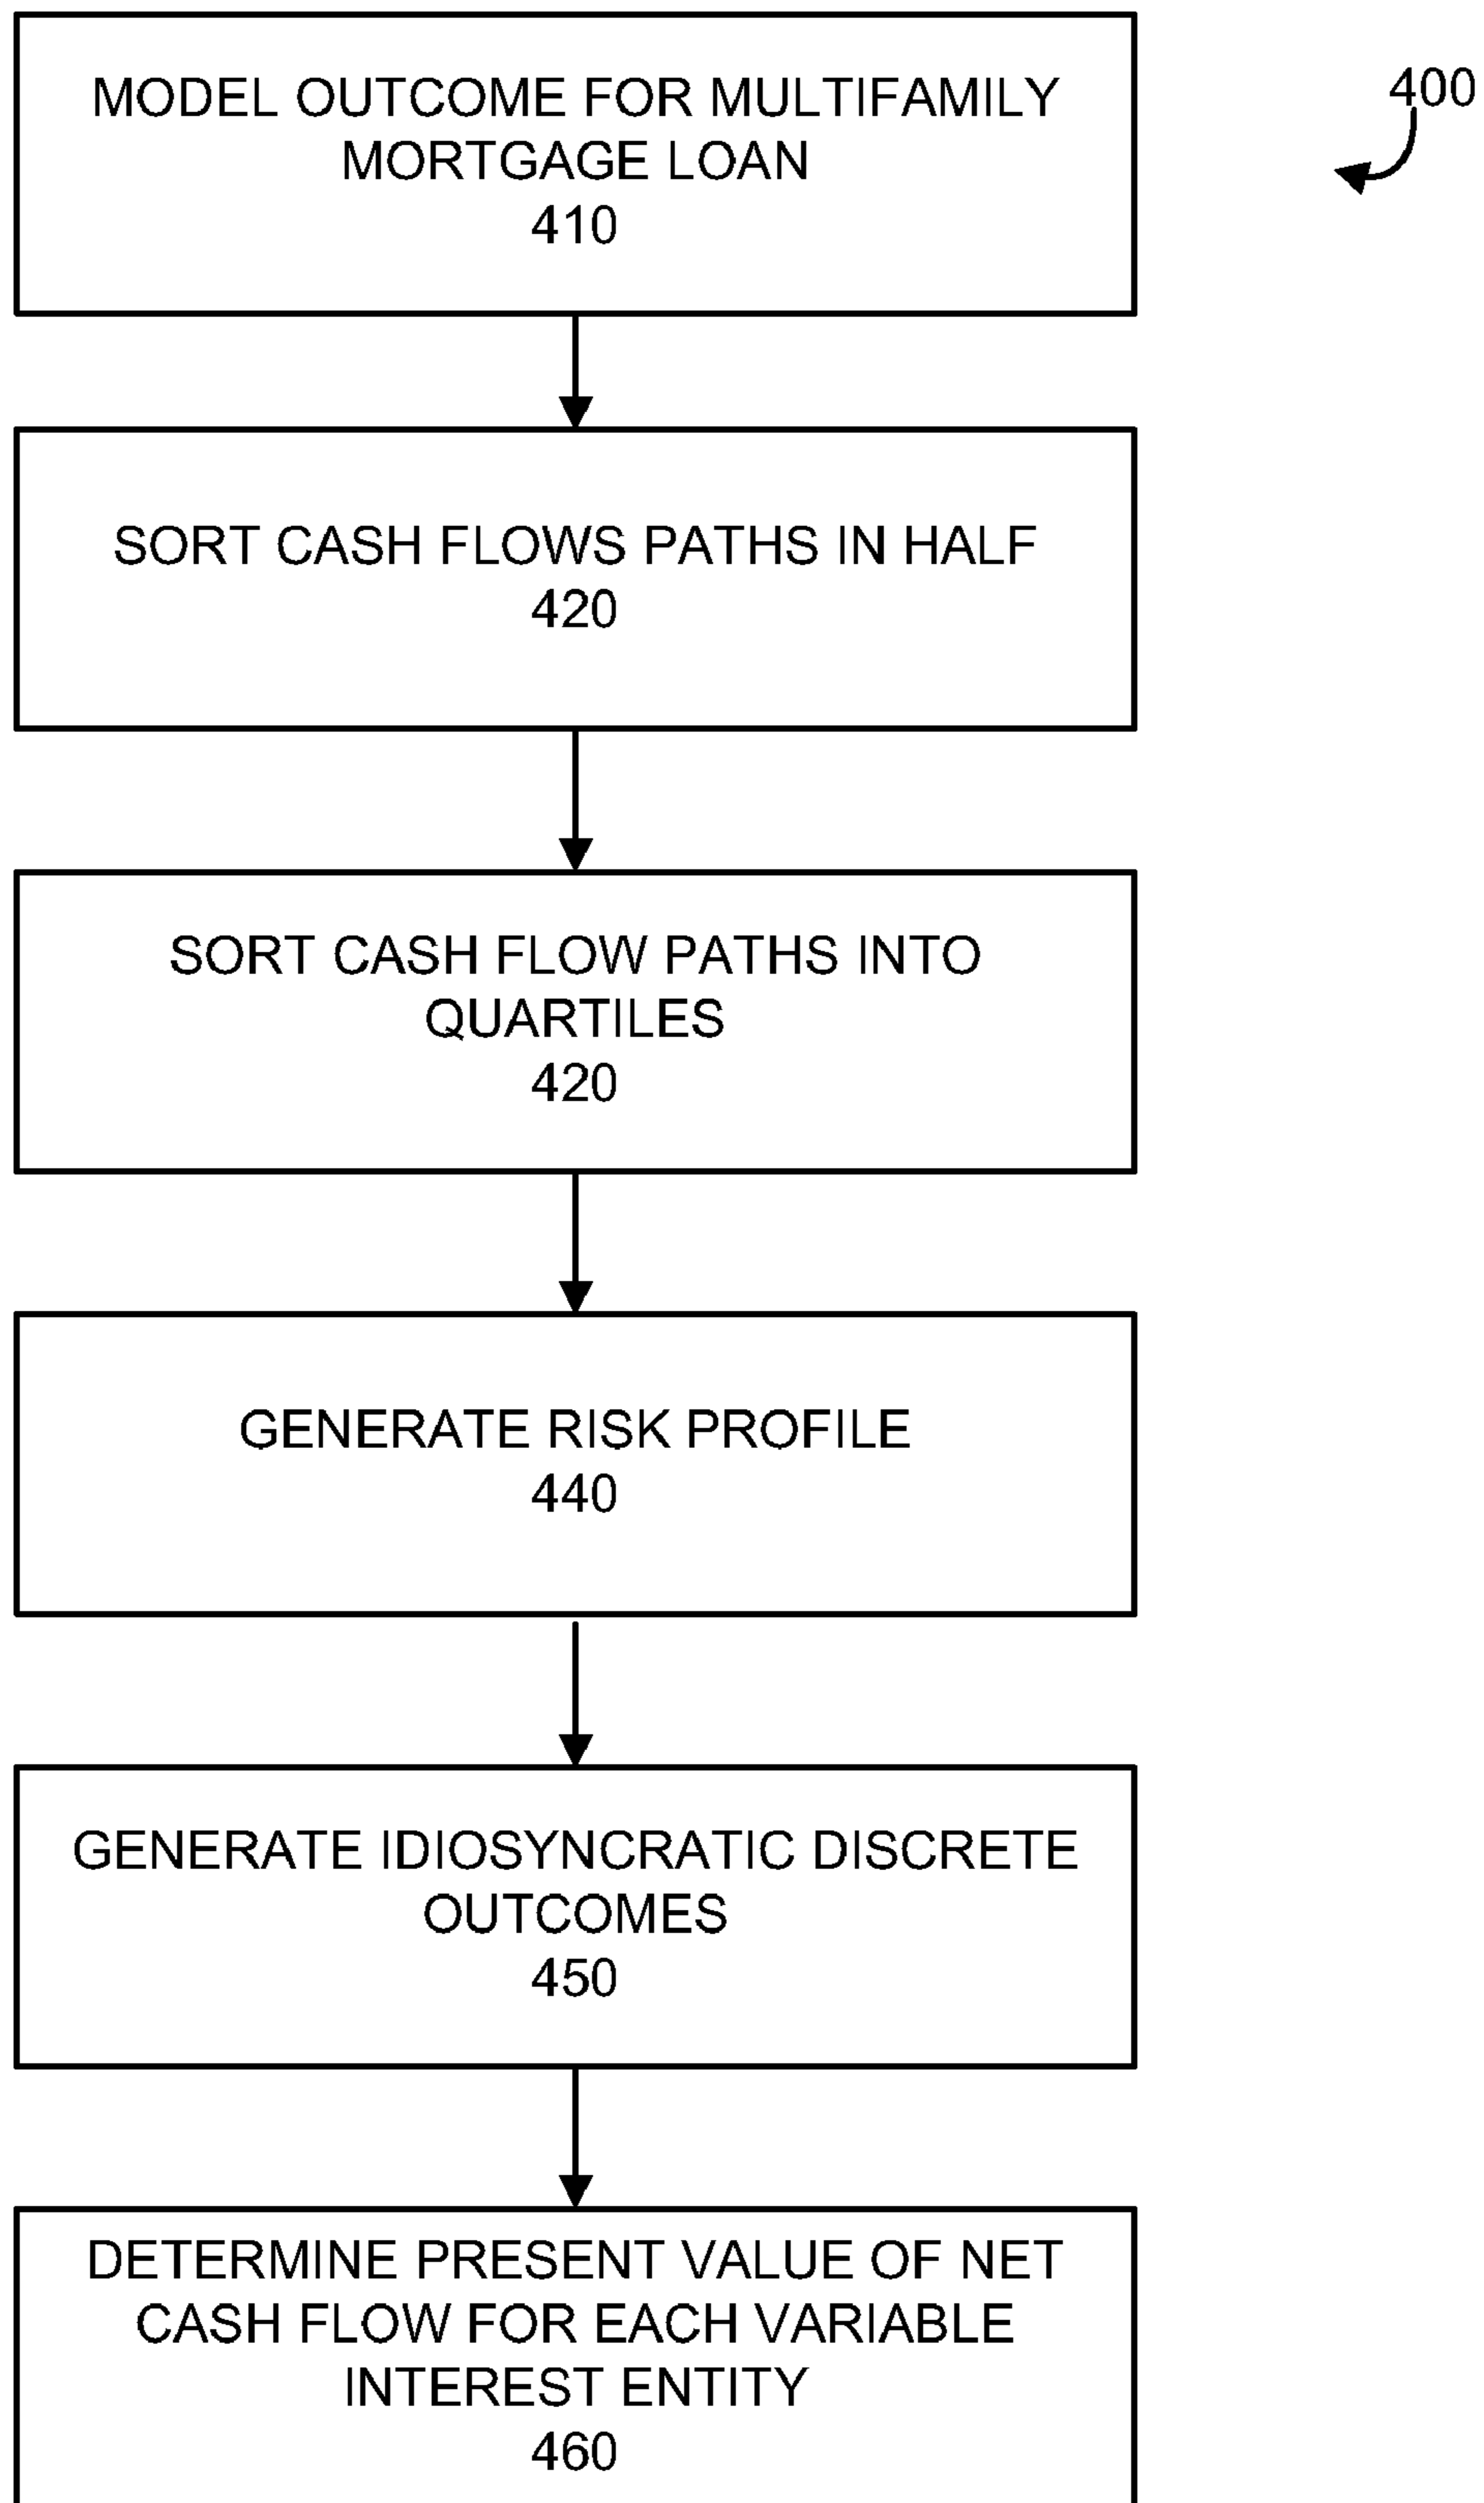 MODEL OUTCOME FOR MULTIFAMILY
MORTGAGE LOAN
410
400
SORT CASH FLOWS PATHS IN HALF
420
SORT CASH FLOW PATHS INTO
QUARTILES
420
GENERATE RISK PROFILE
440
GENERATE IDIOSYNCRATIC DISCRETE
OUTCOMES
450
DETERMINE PRESENT VALUE OF NET
CASH FLOW FOR EACH VARIABLE
INTEREST ENTITY
460